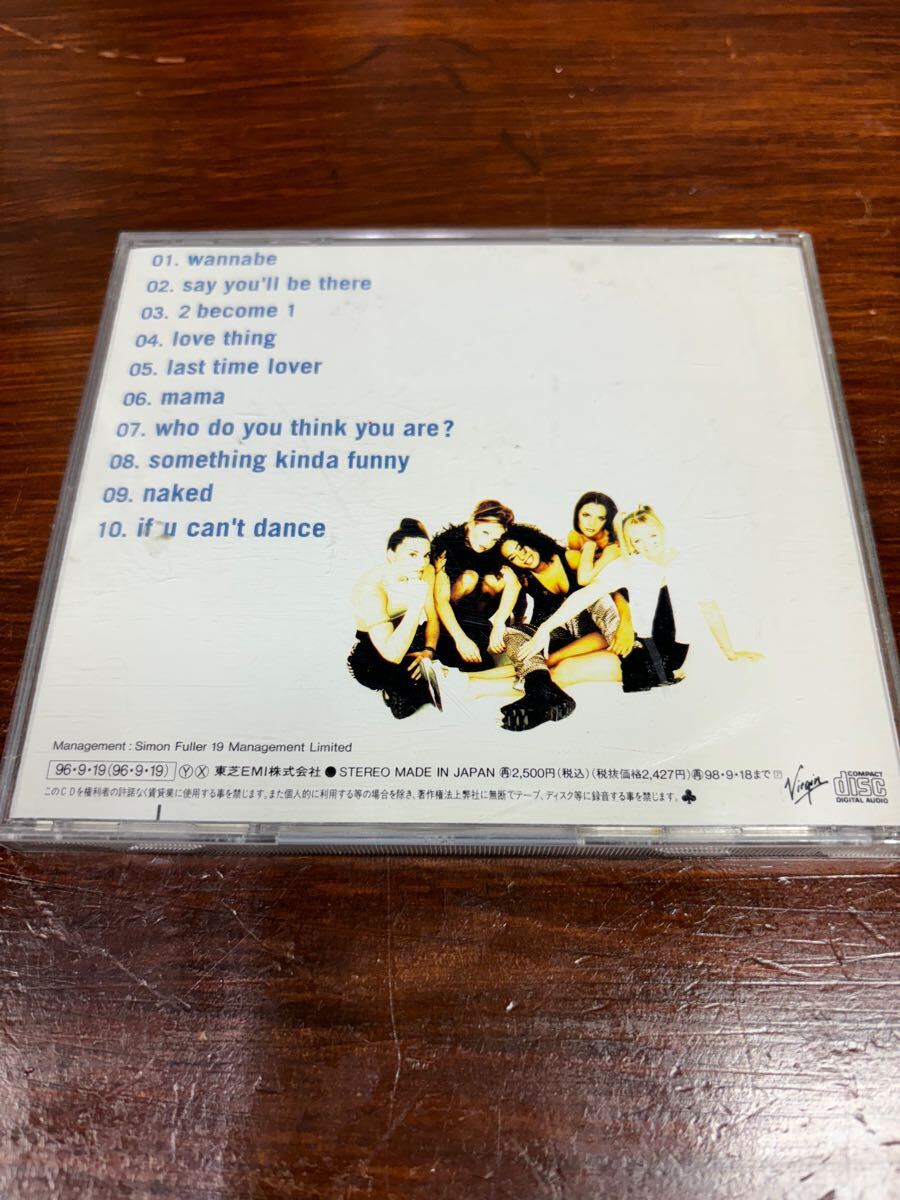 01. wannabe
02. say you'll be there
03. 2 become 1
04. love thing
05. last time lover
06. mama
07. who do you think you are?
08. something kinda funny
09. naked
10. if u can't dance
Management : Simon Fuller 19 Management Limited
96・9・19(96・9・19) Ⓨ Ⓧ 東芝EMI株式会社 ● STEREO MADE IN JAPAN ㊢2,500円(税込)(税抜価格2,427円)㊢98・9・18まで Ⓟ
このCDを権利者の許諾なく賃貸業に使用する事を禁じます。また個人的に利用する等の場合を除き、著作権法上弊社に無断でテープ、ディスク等に録音する事を禁じます。♣
Virgin
COMPACT
disc
DIGITAL AUDIO